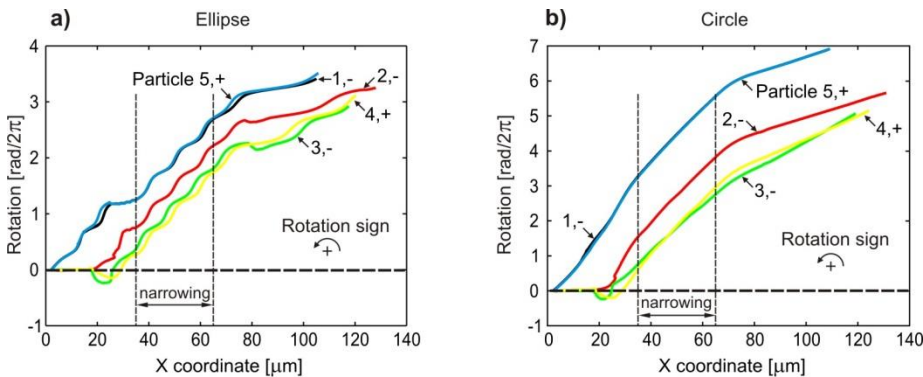 a)
Ellipse
Rotation [rad/2π]
4
3
2
1
0
-1
Particle 5,+
1,-
2,-
4,+
3,-
Rotation sign
+
narrowing
0 20 40 60 80 100 120 140
X coordinate [µm]
b)
Circle
Rotation [rad/2π]
7
6
5
4
3
2
1
0
-1
Particle 5,+
2,-
4,+
3,-
1,-
Rotation sign
+
narrowing
0 20 40 60 80 100 120 140
X coordinate [µm]